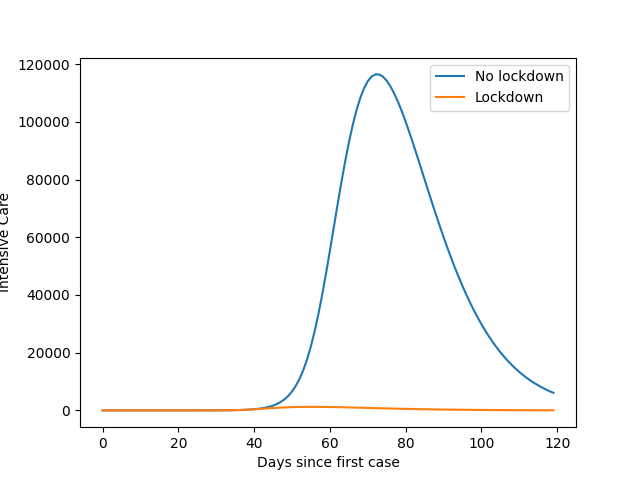 No lockdown
Lockdown
120000
100000
80000
60000
40000
20000
0
Intensive Care
0 20 40 60 80 100 120
Days since first case